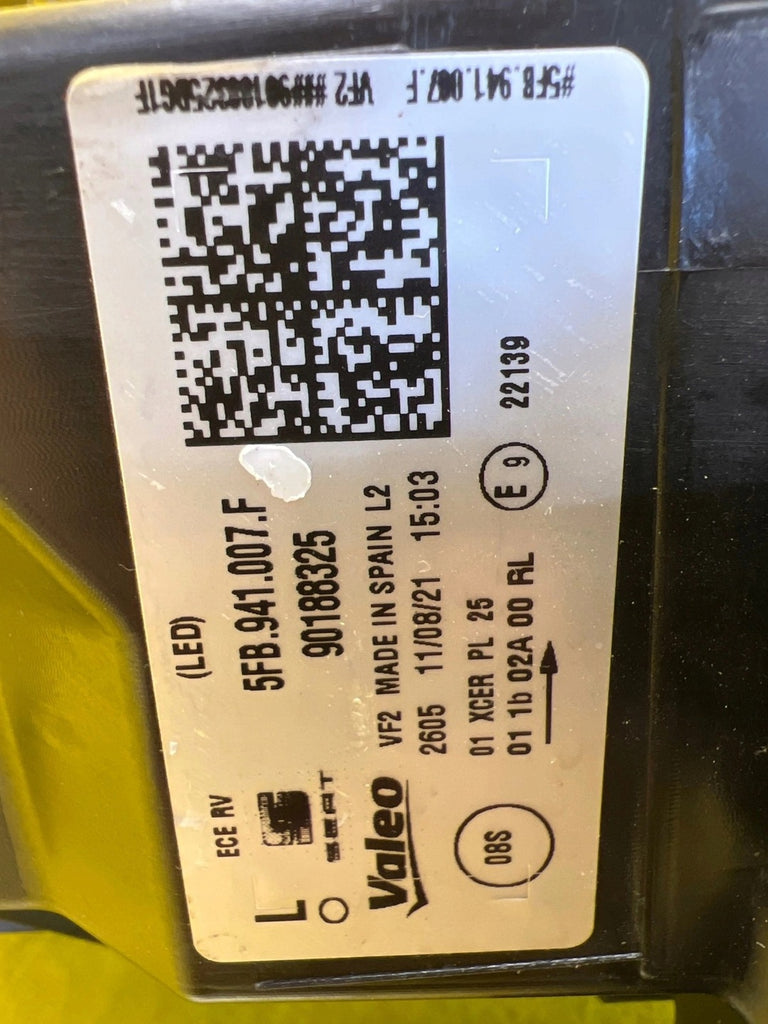 #5FB.941.007.F VF2
L ECE RV (LED)
SEAT 5FB.941.007.F
90188325
Valeo VF2 MADE IN SPAIN L2
2605 11/08/21 15:03
01 XCER PL 25
01 1b 02A 00 RL E 9 22139
08S